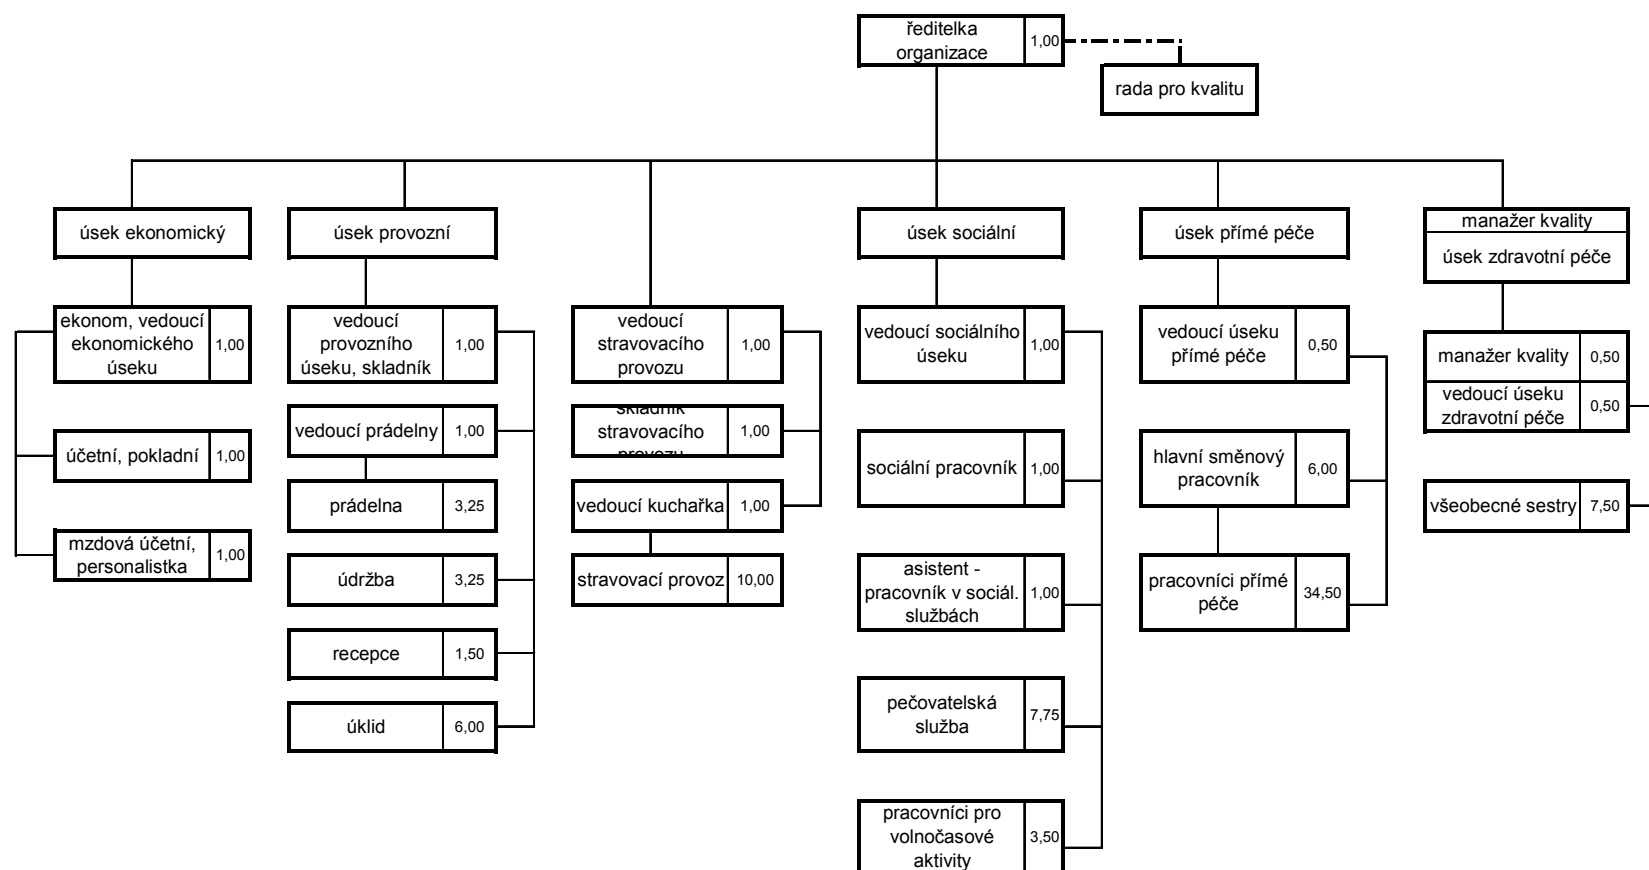 ředitelka
organizace
1,00
rada pro kvalitu
úsek ekonomický
úsek provozní
úsek sociální
úsek přímé péče
manažer kvality
úsek zdravotní péče
ekonom, vedoucí
ekonomického
úseku
1,00
účetní, pokladní
1,00
mzdová účetní,
personalistka
1,00
vedoucí
provozního
úseku, skladník
1,00
vedoucí prádelny
1,00
prádelna
3,25
údržba
3,25
recepce
1,50
úklid
6,00
vedoucí
stravovacího
provozu
1,00
skladník
stravovacího
provozu
1,00
vedoucí kuchařka
1,00
stravovací provoz
10,00
vedoucí sociálního
úseku
1,00
sociální pracovník
1,00
asistent -
pracovník v sociál.
službách
1,00
pečovatelská
služba
7,75
pracovníci pro
volnočasové
aktivity
3,50
vedoucí úseku
přímé péče
0,50
hlavní směnový
pracovník
6,00
pracovníci přímé
péče
34,50
manažer kvality
0,50
vedoucí úseku
zdravotní péče
0,50
všeobecné sestry
7,50